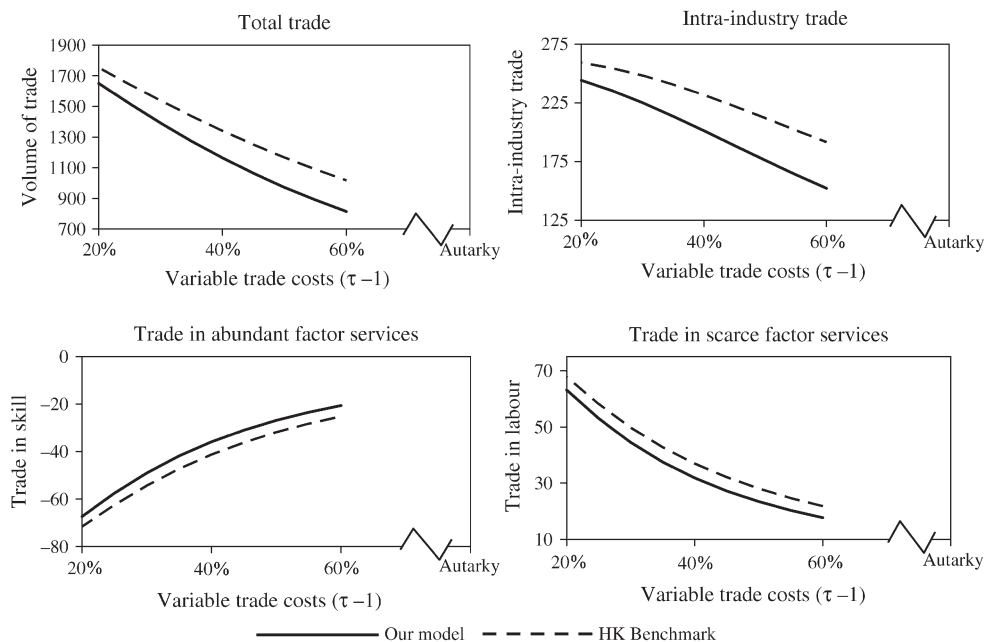 Total trade
1900
1700
1500
1300
1100
900
700
Volume of trade
20%
40%
60%
Autarky
Variable trade costs (τ –1)
Intra-industry trade
275
225
175
125
Intra-industry trade
20%
40%
60%
Autarky
Variable trade costs (τ –1)
Trade in abundant factor services
0
–20
–40
–60
–80
Trade in skill
20%
40%
60%
Autarky
Variable trade costs (τ –1)
Trade in scarce factor services
70
50
30
10
Trade in labour
20%
40%
60%
Autarky
Variable trade costs (τ –1)
Our model
HK Benchmark